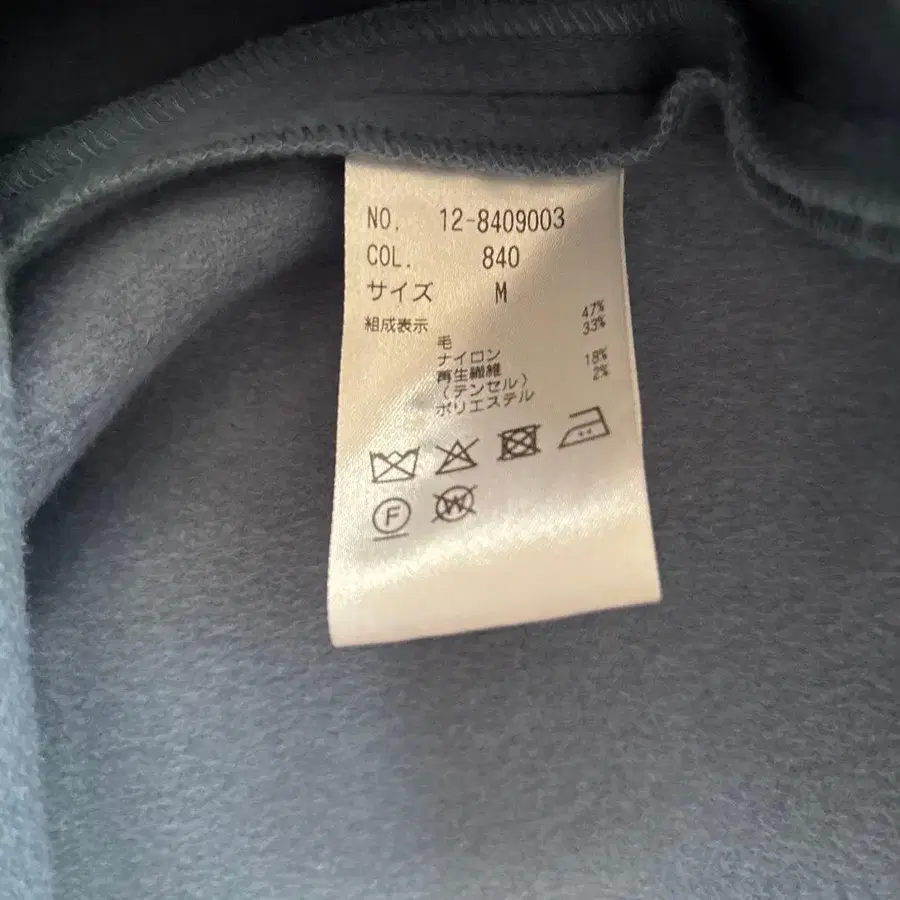 NO. 12-8409003
COL. 840
サイズ M
組成表示
毛 47%
ナイロン 33%
再生繊維
(テンセル) 18%
ポリエステル 2%
F
W